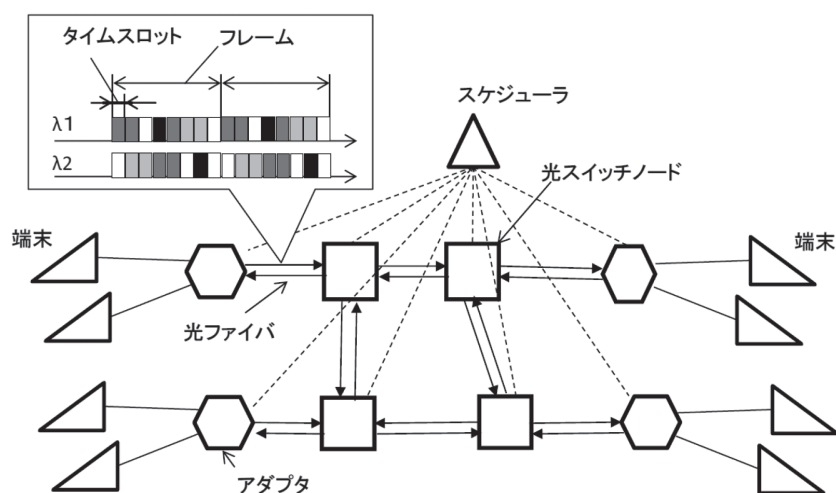 タイムスロット
フレーム
スケジューラ
λ1
λ2
光スイッチノード
端末
端末
光ファイバ
アダプタ